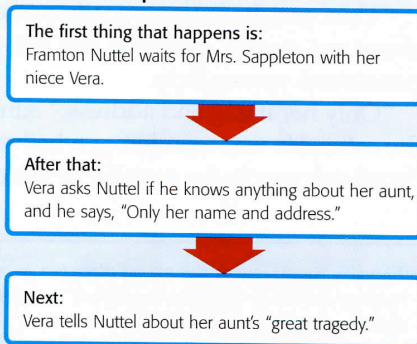 The first thing that happens is:
Framton Nuttel waits for Mrs. Sappleton with her
niece Vera.
After that:
Vera asks Nuttel if he knows anything about her aunt,
and he says, “Only her name and address.”
Next:
Vera tells Nuttel about her aunt’s “great tragedy.”